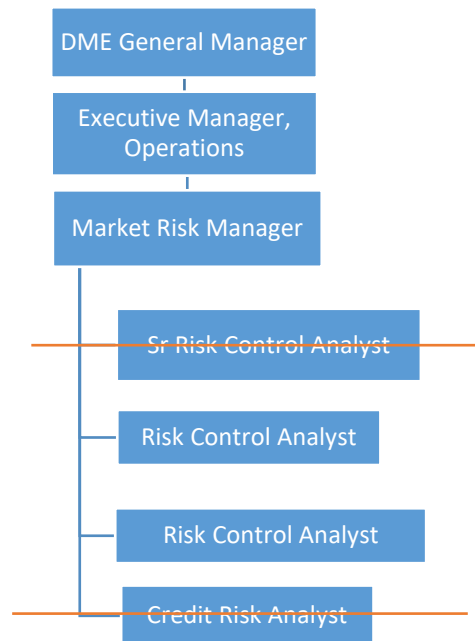 DME General Manager
Executive Manager,
Operations
Market Risk Manager
Sr Risk Control Analyst
Risk Control Analyst
Risk Control Analyst
Credit Risk Analyst